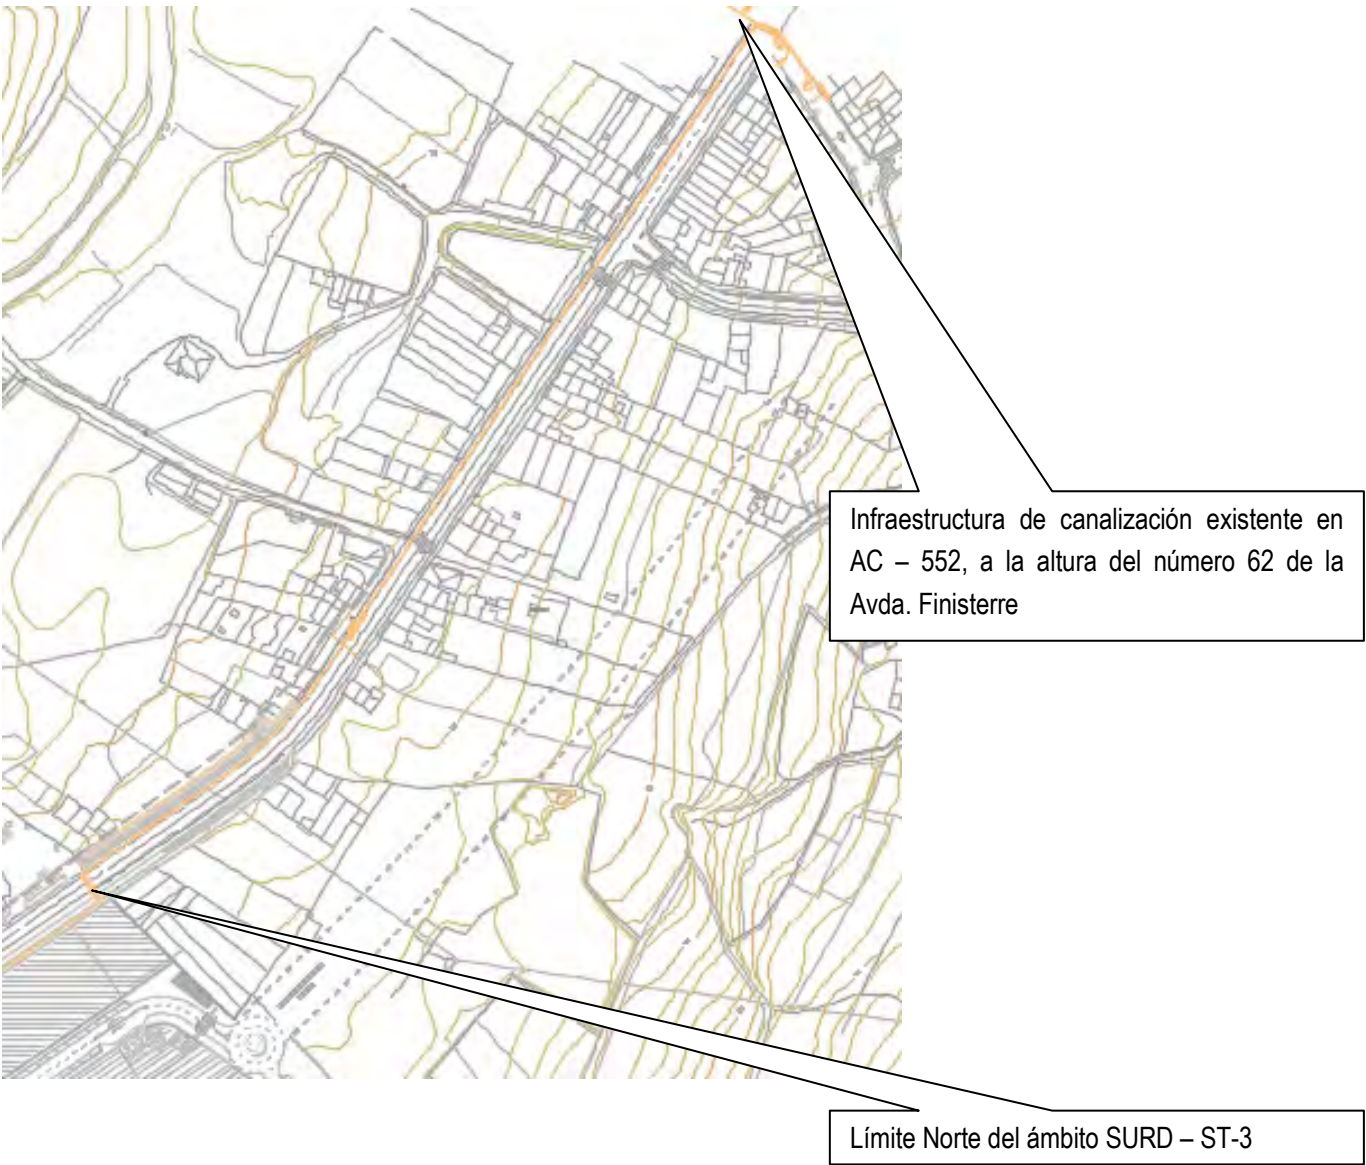 Infraestructura de canalización existente en
AC – 552, a la altura del número 62 de la
Avda. Finisterre
Límite Norte del ámbito SURD – ST-3